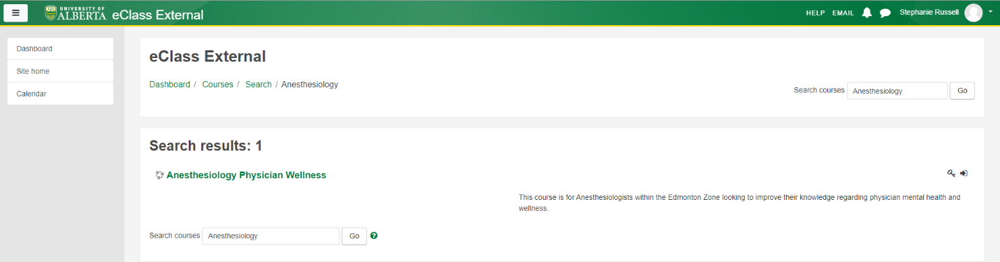 UNIVERSITY OF
ALBERTA eClass External
HELP EMAIL Stephanie Russell
Dashboard
Site home
Calendar
eClass External
Dashboard / Courses / Search / Anesthesiology
Search courses Anesthesiology Go
Search results: 1
Anesthesiology Physician Wellness
This course is for Anesthesiologists within the Edmonton Zone looking to improve their knowledge regarding physician mental health and
wellness.
Search courses Anesthesiology Go ?